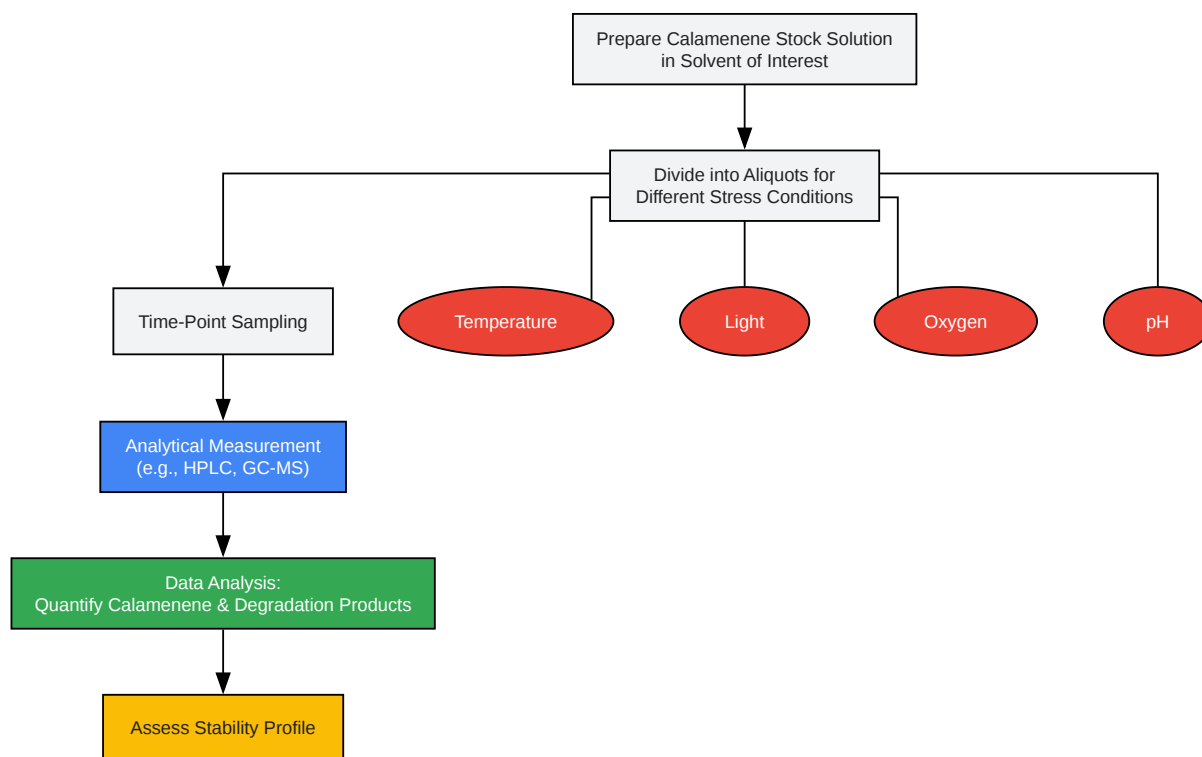 Prepare Calamenene Stock Solution
in Solvent of Interest
Divide into Aliquots for
Different Stress Conditions
Time-Point Sampling
Temperature
Light
Oxygen
pH
Analytical Measurement
(e.g., HPLC, GC-MS)
Data Analysis:
Quantify Calamenene & Degradation Products
Assess Stability Profile